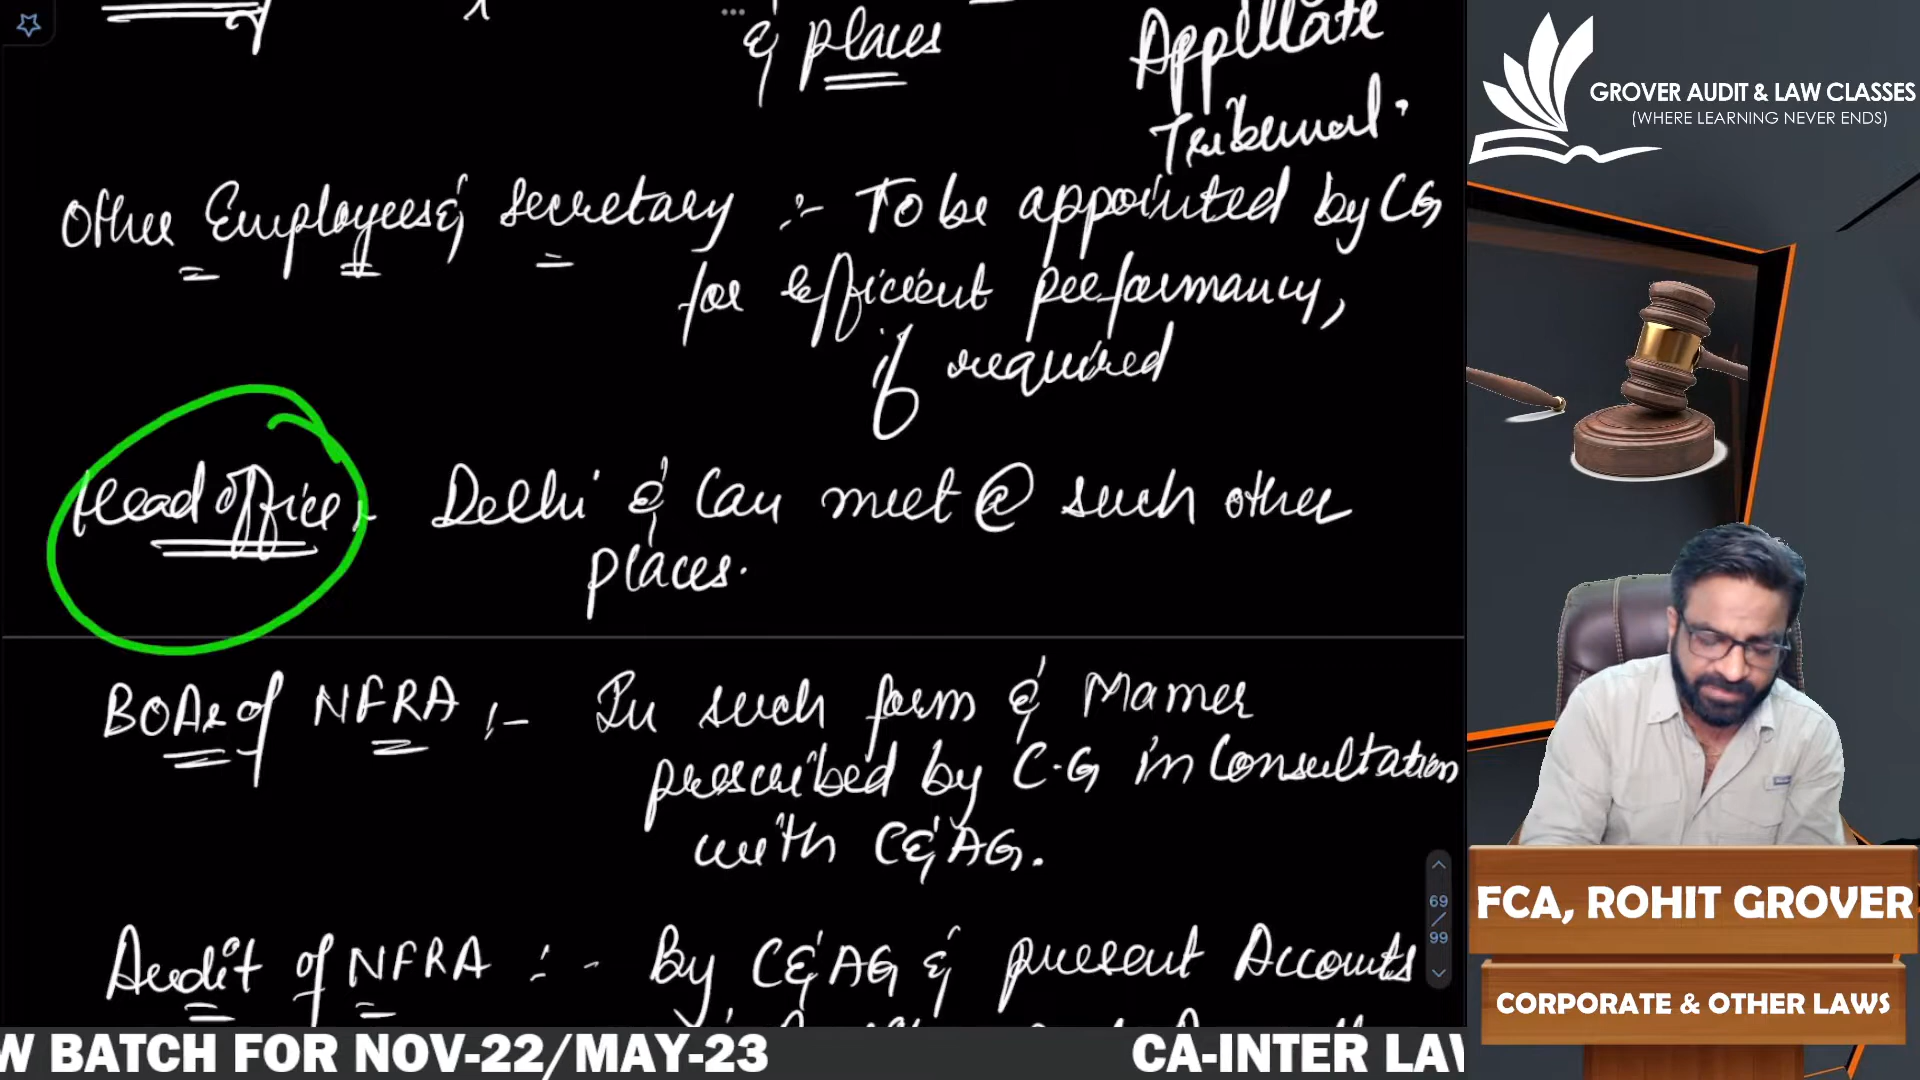 & places
Appellate
Tribunal.
Other Employees & Secretary :- To be appointed by CG
for efficient performancy,
if required
Head office :- Delhi & Can meet @ such other
places.
BOAs of NFRA :- In such form & Manner
prescribed by C.G in Consultation
with C&AG.
Audit of NFRA :- By C&AG & present Accounts
69
/
99
W BATCH FOR NOV-22/MAY-23 CA-INTER LAW
GROVER AUDIT & LAW CLASSES
(WHERE LEARNING NEVER ENDS)
FCA, ROHIT GROVER
CORPORATE & OTHER LAWS